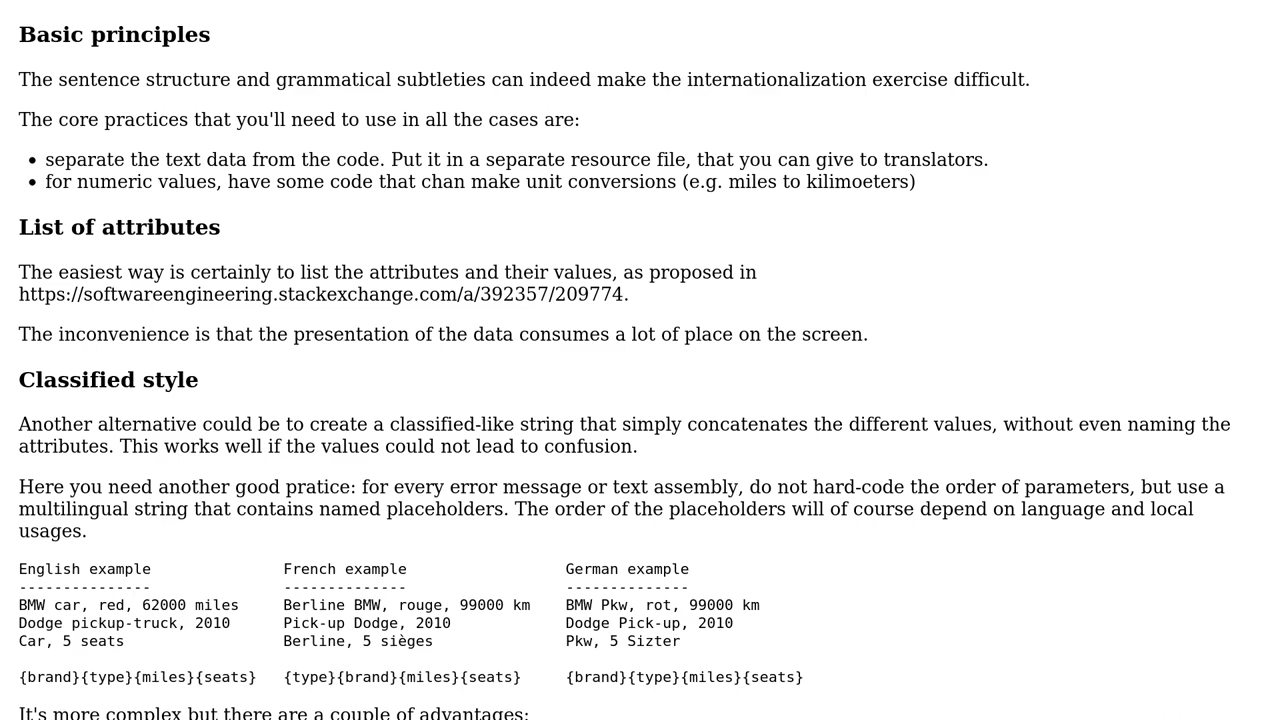 Basic principles
The sentence structure and grammatical subtleties can indeed make the internationalization exercise difficult.
The core practices that you'll need to use in all the cases are:
• separate the text data from the code. Put it in a separate resource file, that you can give to translators.
• for numeric values, have some code that chan make unit conversions (e.g. miles to kilimoeters)
List of attributes
The easiest way is certainly to list the attributes and their values, as proposed in
https://softwareengineering.stackexchange.com/a/392357/209774.
The inconvenience is that the presentation of the data consumes a lot of place on the screen.
Classified style
Another alternative could be to create a classified-like string that simply concatenates the different values, without even naming the
attributes. This works well if the values could not lead to confusion.
Here you need another good pratice: for every error message or text assembly, do not hard-code the order of parameters, but use a
multilingual string that contains named placeholders. The order of the placeholders will of course depend on language and local
usages.
English example               French example                  German example
---------------               --------------                  --------------
BMW car, red, 62000 miles     Berline BMW, rouge, 99000 km    BMW Pkw, rot, 99000 km
Dodge pickup-truck, 2010      Pick-up Dodge, 2010             Dodge Pick-up, 2010
Car, 5 seats                  Berline, 5 sièges               Pkw, 5 Sizter
{brand}{type}{miles}{seats}   {type}{brand}{miles}{seats}     {brand}{type}{miles}{seats}
It's more complex but there are a couple of advantages: